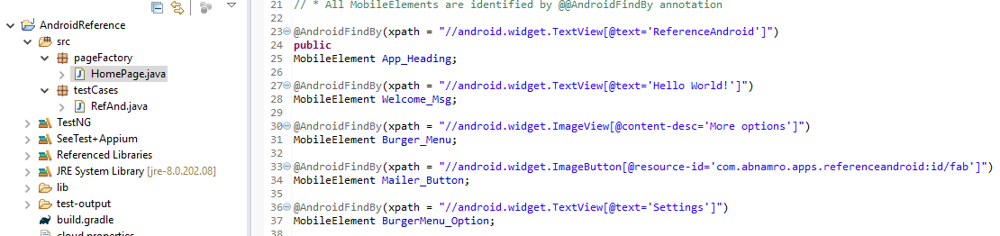 AndroidReference
src
pageFactory
HomePage.java
testCases
RefAnd.java
TestNG
SeeTest+Appium
Referenced Libraries
JRE System Library [jre-8.0.202.08]
lib
test-output
build.gradle
cloud.properties
21 // * All MobileElements are identified by @@AndroidFindBy annotation
22
23 @AndroidFindBy(xpath = "//android.widget.TextView[@text='ReferenceAndroid']")
24 public
25 MobileElement App_Heading;
26
27 @AndroidFindBy(xpath = "//android.widget.TextView[@text='Hello World!']")
28 MobileElement Welcome_Msg;
29
30 @AndroidFindBy(xpath = "//android.widget.ImageView[@content-desc='More options']")
31 MobileElement Burger_Menu;
32
33 @AndroidFindBy(xpath = "//android.widget.ImageButton[@resource-id='com.abnamro.apps.referenceandroid:id/fab']")
34 MobileElement Mailer_Button;
35
36 @AndroidFindBy(xpath = "//android.widget.TextView[@text='Settings']")
37 MobileElement BurgerMenu_Option;
38